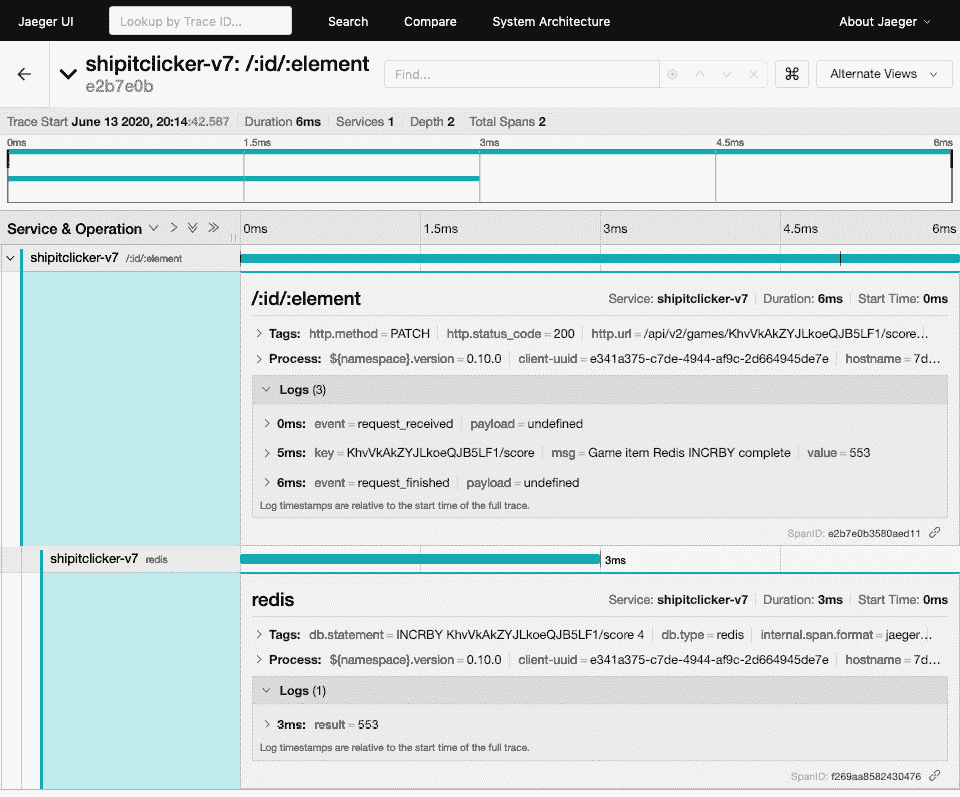 Jaeger UI Lookup by Trace ID... Search Compare System Architecture About Jaeger
shipitclicker-v7: /:id/:element
e2b7e0b
Find... ⌘ Alternate Views
Trace Start June 13 2020, 20:14:42.587 Duration 6ms Services 1 Depth 2 Total Spans 2
0ms 1.5ms 3ms 4.5ms 6ms
Service & Operation 0ms 1.5ms 3ms 4.5ms 6ms
shipitclicker-v7 /:id/:element
/:id/:element Service: shipitclicker-v7 Duration: 6ms Start Time: 0ms
Tags: http.method = PATCH http.status_code = 200 http.url = /api/v2/games/KhvVkAkZYJLkoeQJB5LF1/score...
Process: ${namespace}.version = 0.10.0 client-uuid = e341a375-c7de-4944-af9c-2d664945de7e hostname = 7d...
Logs (3)
0ms: event = request_received payload = undefined
5ms: key = KhvVkAkZYJLkoeQJB5LF1/score msg = Game item Redis INCRBY complete value = 553
6ms: event = request_finished payload = undefined
Log timestamps are relative to the start time of the full trace.
SpanID: e2b7e0b3580aed11
shipitclicker-v7 redis 3ms
redis Service: shipitclicker-v7 Duration: 3ms Start Time: 0ms
Tags: db.statement = INCRBY KhvVkAkZYJLkoeQJB5LF1/score 4 db.type = redis internal.span.format = jaeger...
Process: ${namespace}.version = 0.10.0 client-uuid = e341a375-c7de-4944-af9c-2d664945de7e hostname = 7d...
Logs (1)
3ms: result = 553
Log timestamps are relative to the start time of the full trace.
SpanID: f269aa8582430476